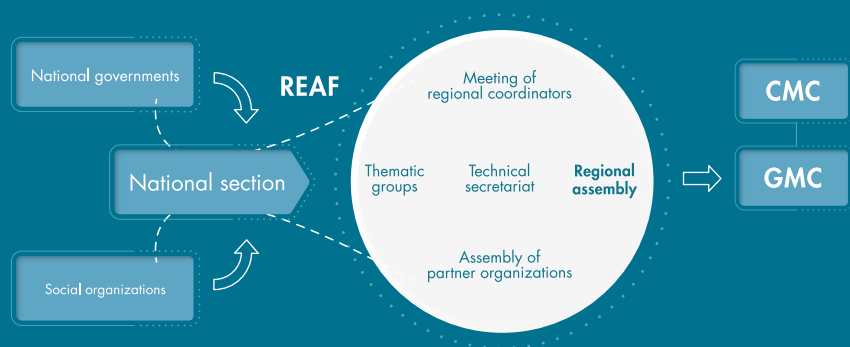 National governments
REAF
National section
Social organizations
Meeting of
regional coordinators
Thematic
groups
Technical
secretariat
Regional
assembly
Assembly of
partner organizations
CMC
GMC